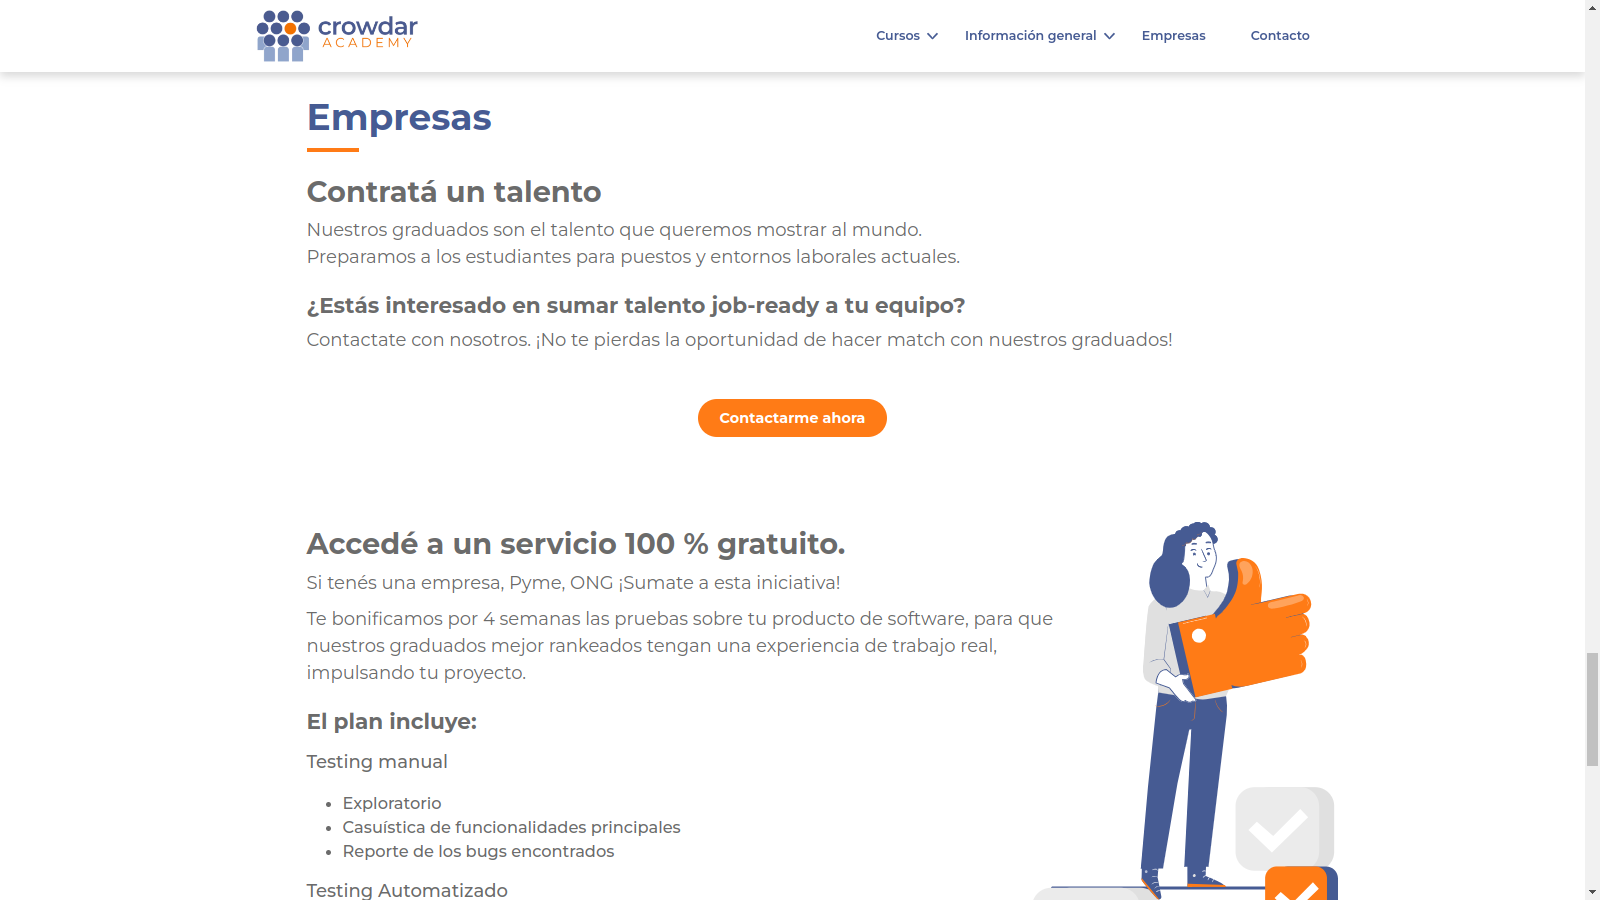 crowdar
ACADEMY
Cursos
Información general
Empresas
Contacto
Empresas
Contratá un talento
Nuestros graduados son el talento que queremos mostrar al mundo.
Preparamos a los estudiantes para puestos y entornos laborales actuales.
¿Estás interesado en sumar talento job-ready a tu equipo?
Contactate con nosotros. ¡No te pierdas la oportunidad de hacer match con nuestros graduados!
Contactarme ahora
Accedé a un servicio 100 % gratuito.
Si tenés una empresa, Pyme, ONG ¡Sumate a esta iniciativa!
Te bonificamos por 4 semanas las pruebas sobre tu producto de software, para que
nuestros graduados mejor rankeados tengan una experiencia de trabajo real,
impulsando tu proyecto.
El plan incluye:
Testing manual
• Exploratorio
• Casuística de funcionalidades principales
• Reporte de los bugs encontrados
Testing Automatizado